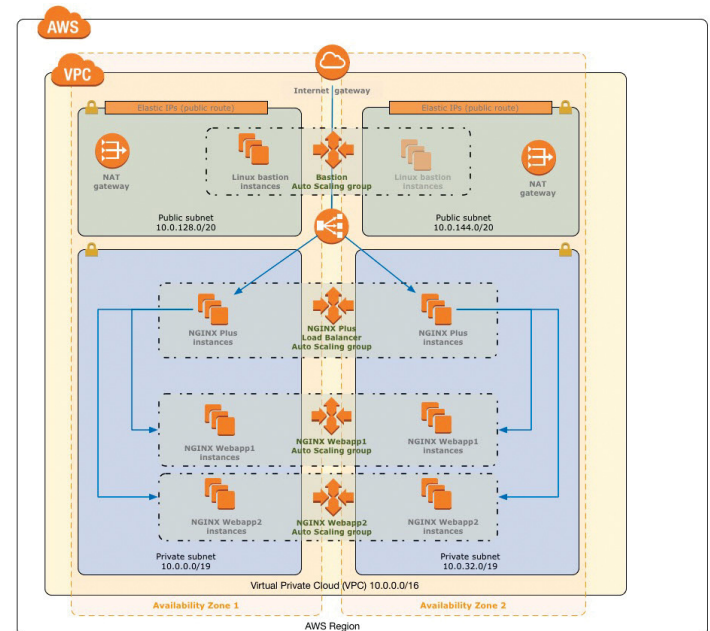 AWS
VPC
Internet gateway
Elastic IPs (public route)
Elastic IPs (public route)
NAT
gateway
Linux bastion
instances
Bastion
Auto Scaling group
Linux bastion
instances
NAT
gateway
Public subnet
10.0.128.0/20
Public subnet
10.0.144.0/20
NGINX Plus
instances
NGINX Plus
Load Balancer
Auto Scaling group
NGINX Plus
instances
NGINX Webapp1
instances
NGINX Webapp1
Auto Scaling group
NGINX Webapp1
instances
NGINX Webapp2
instances
NGINX Webapp2
Auto Scaling group
NGINX Webapp2
instances
Private subnet
10.0.0.0/19
Private subnet
10.0.32.0/19
Virtual Private Cloud (VPC) 10.0.0.0/16
Availability Zone 1
Availability Zone 2
AWS Region